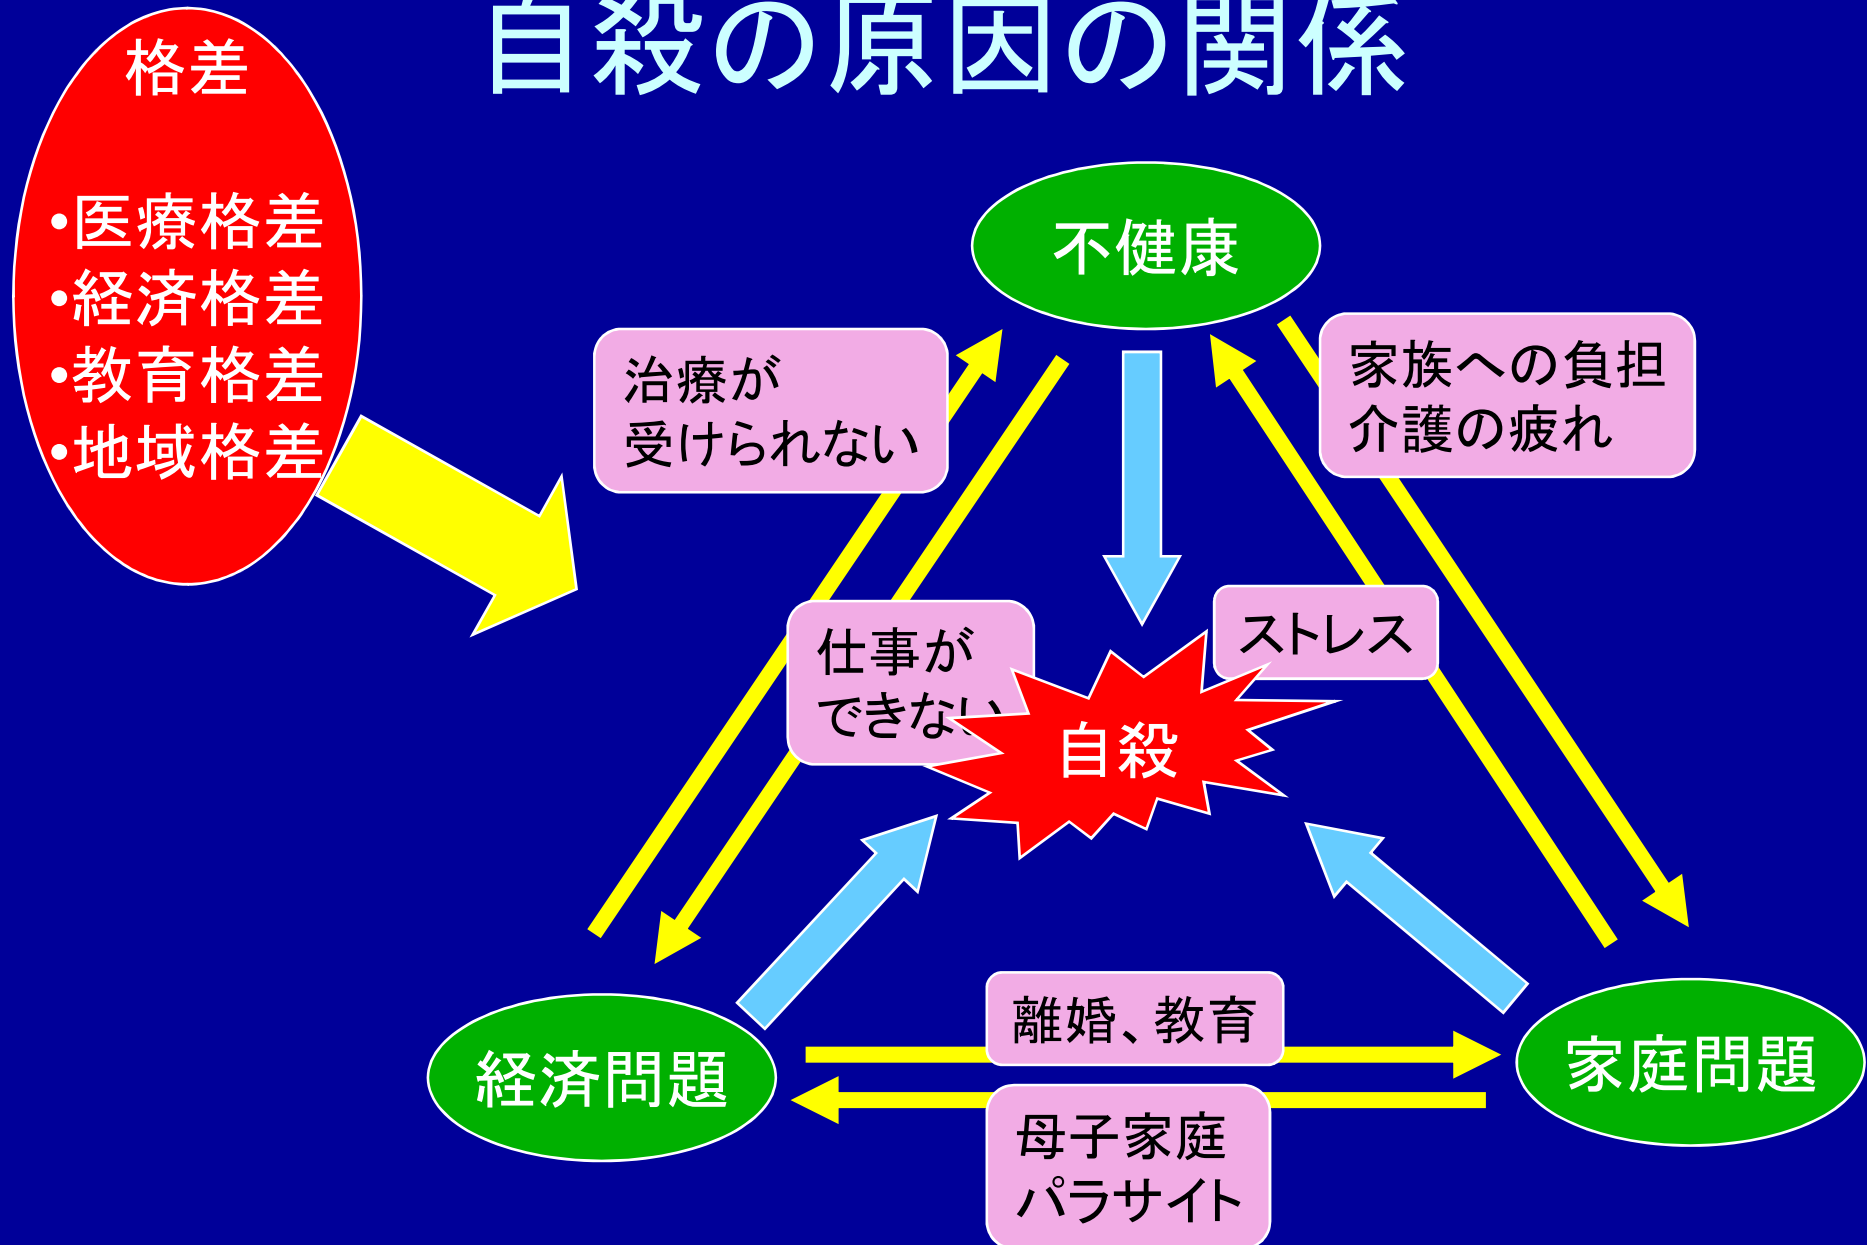 自殺の原因の関係
格差
•医療格差
•経済格差
•教育格差
•地域格差
不健康
治療が
受けられない
家族への負担
介護の疲れ
仕事が
できない
ストレス
自殺
離婚、教育
経済問題
家庭問題
母子家庭
パラサイト